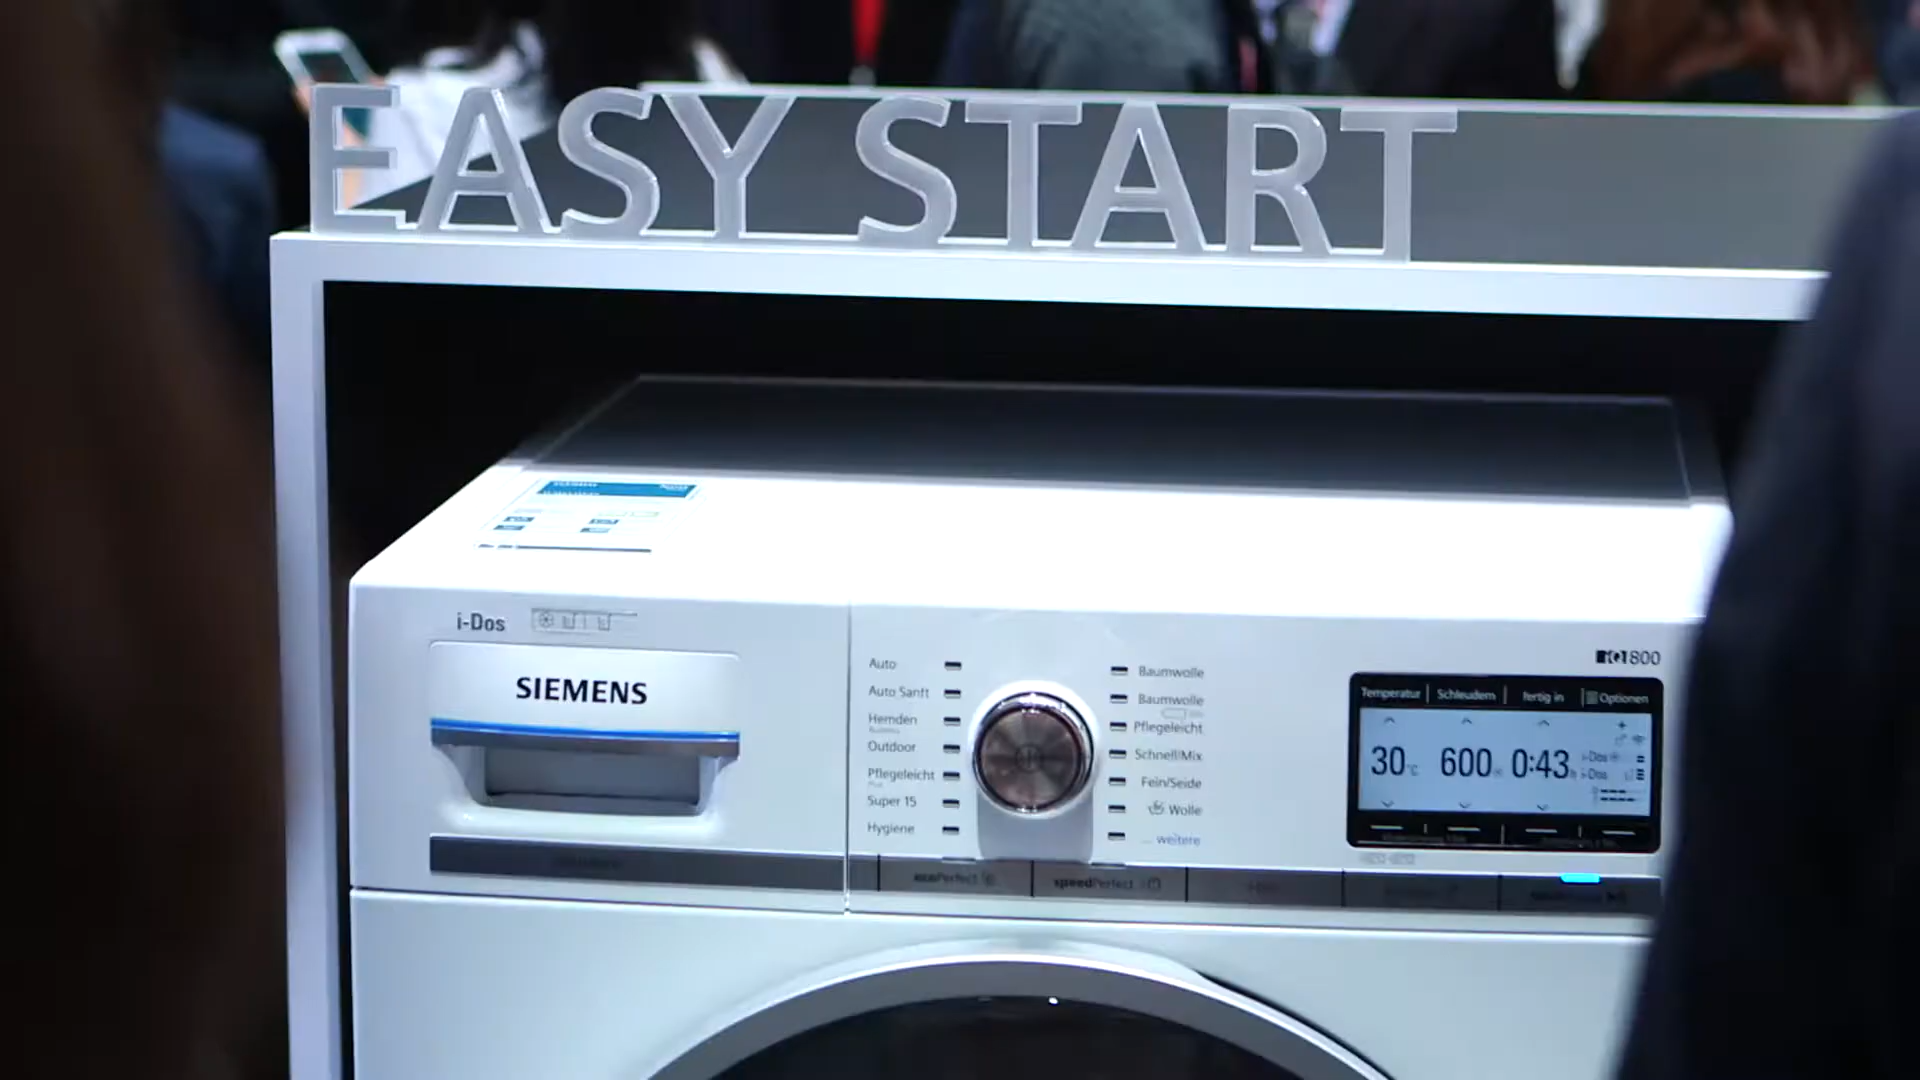 EASY START
i-Dos
SIEMENS
Auto
Auto Sanft
Hemden
Outdoor
Pflegeleicht
Super 15
Hygiene
Baumwolle
Baumwolle
Pflegeleicht
Schnell/Mix
Fein/Seide
Wolle
... weitere
iQ800
Temperatur
Schleudern
fertig in
Optionen
30 °C
600
0:43 h
i-Dos
i-Dos
ecoPerfect
speedPerfect